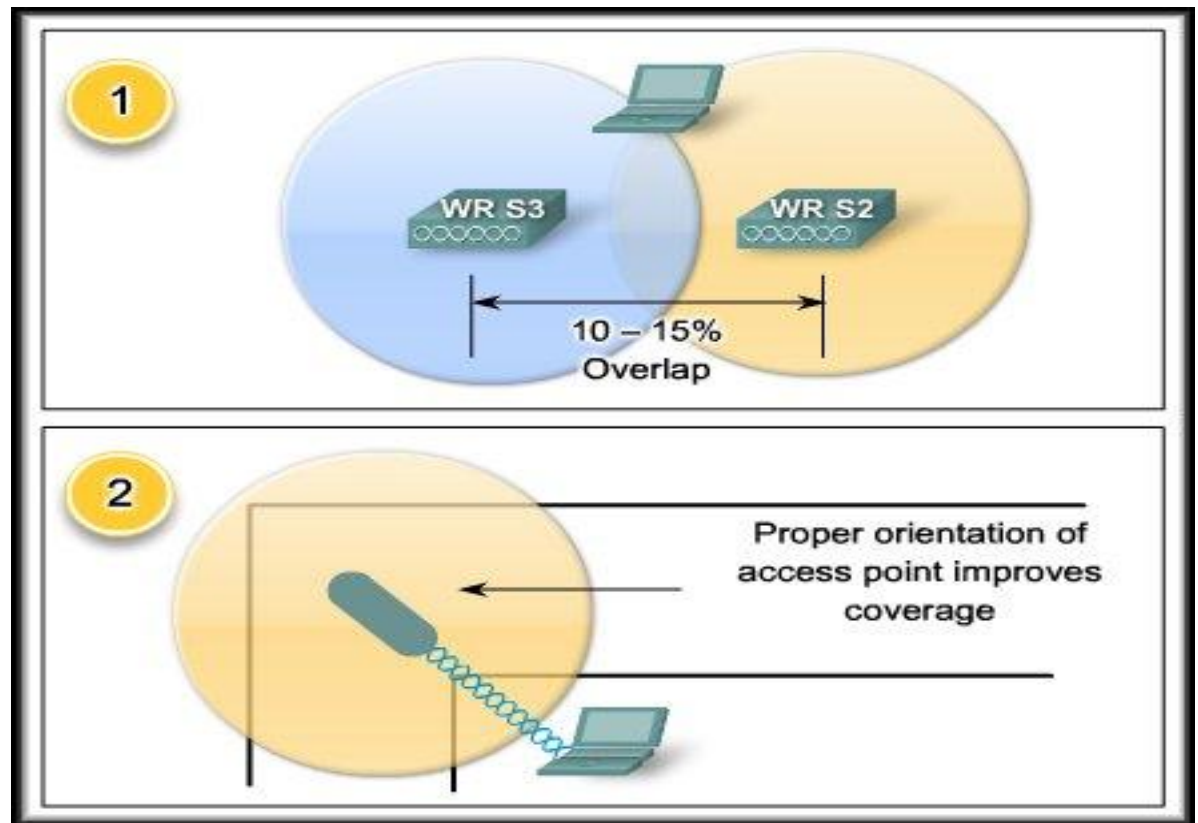 1
WR S3
WR S2
10 – 15%
Overlap
2
Proper orientation of
access point improves
coverage